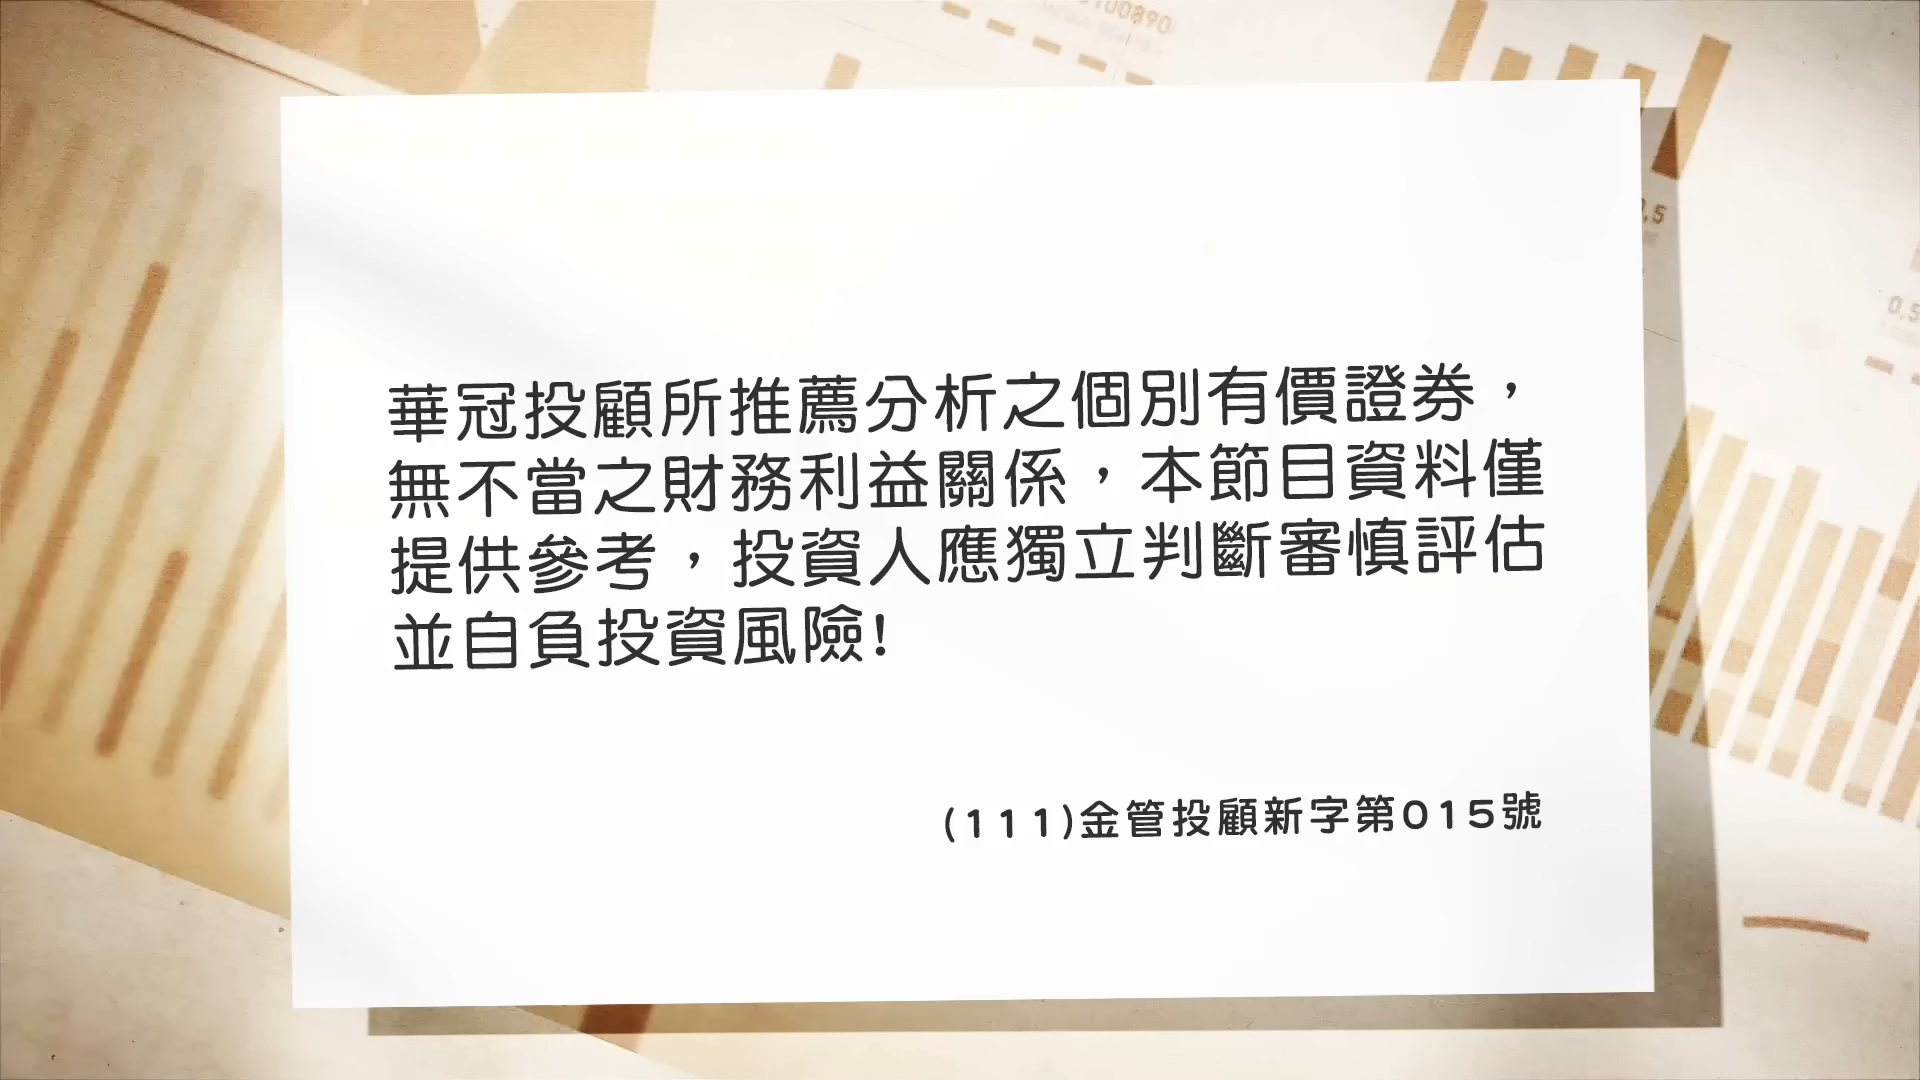 華冠投顧所推薦分析之個別有價證券，
無不當之財務利益關係，本節目資料僅
提供參考，投資人應獨立判斷審慎評估
並自負投資風險!
(111)金管投顧新字第015號